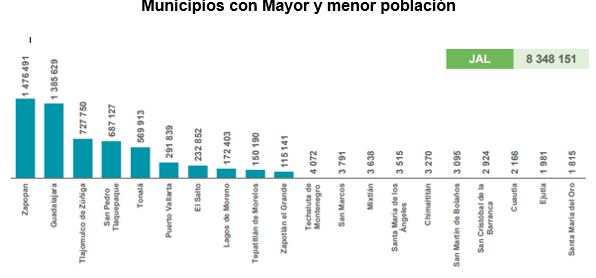 Municipios con Mayor y menor población
JAL 8 348 151
1 476 491
1 385 629
727 750
687 127
569 913
291 839
232 852
172 403
150 190
115 141
4 072
3 791
3 638
3 515
3 270
3 095
2 924
2 166
1 981
1 815
Zapopan
Guadalajara
Tlajomulco de Zúñiga
San Pedro
Tlaquepaque
Tonalá
Puerto Vallarta
El Salto
Lagos de Moreno
Tepatitlán de Morelos
Zapotlán el Grande
Techaluta de
Montenegro
San Marcos
Mixtlán
Santa María de los
Ángeles
Chimaltitán
San Martín de Bolaños
San Cristóbal de la
Barranca
Cuautla
Ejutla
Santa María del Oro